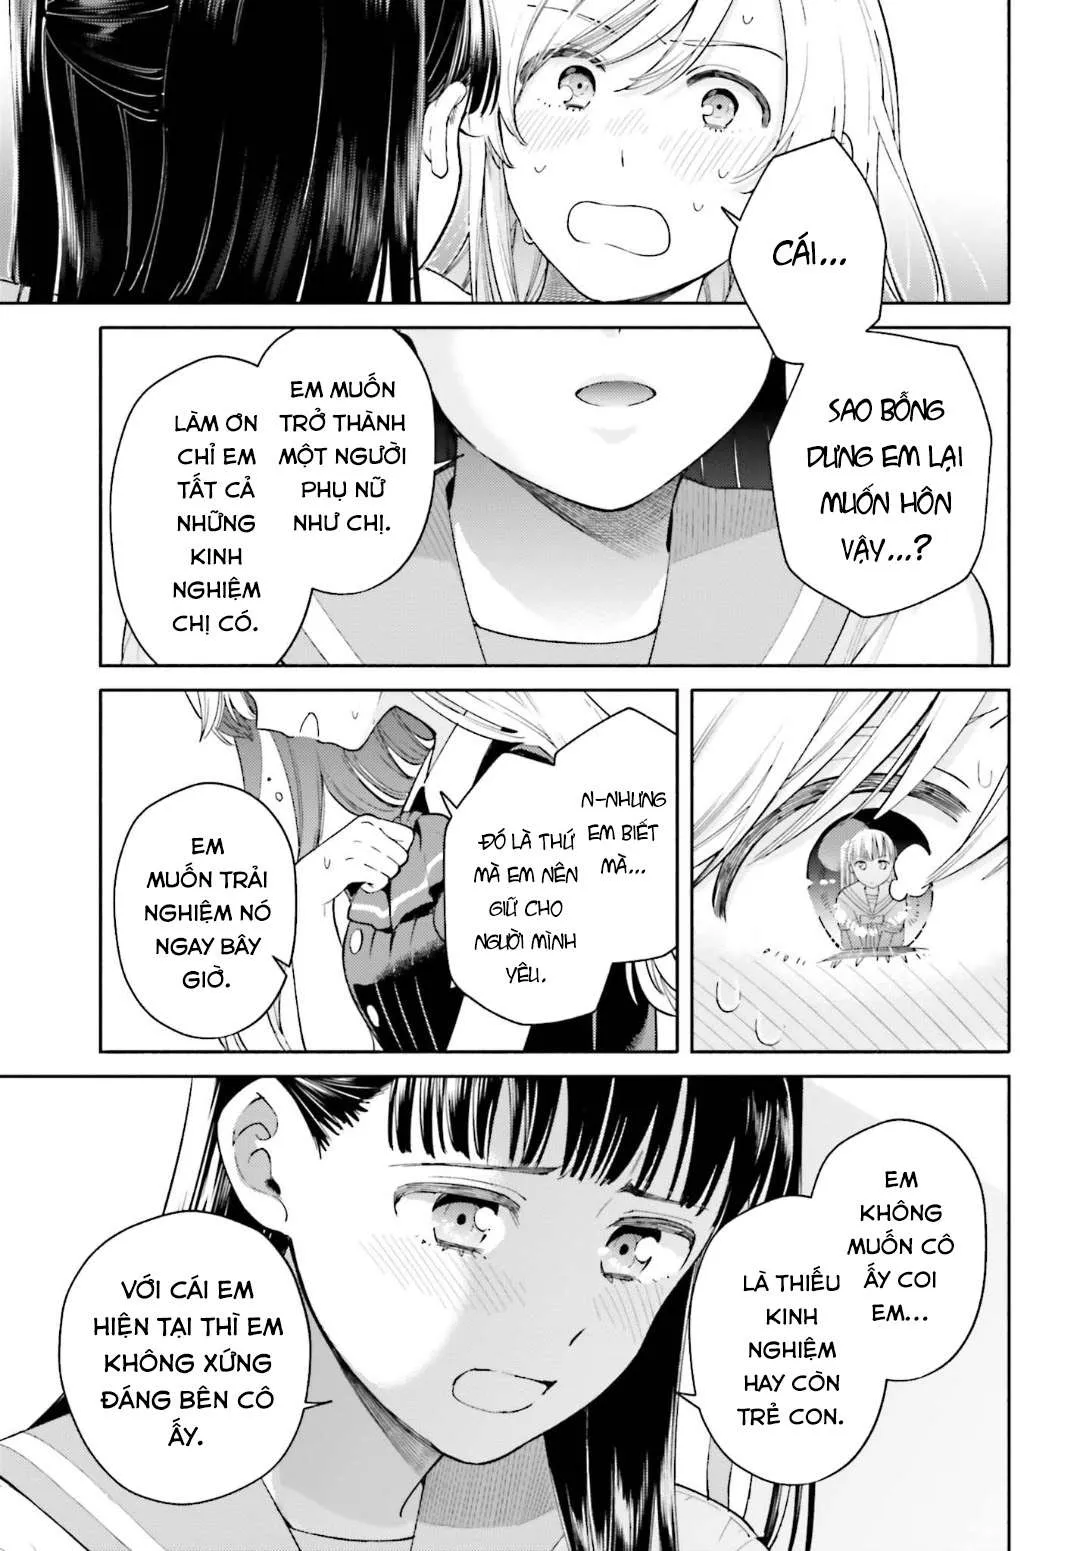 CÁI...
SAO BỖNG
DƯNG EM LẠI
MUỐN HÔN
VẬY...?
EM MUỐN
TRỞ THÀNH
MỘT NGƯỜI
PHỤ NỮ
NHƯ CHỊ.
LÀM ƠN
CHỈ EM
TẤT CẢ
NHỮNG
KINH
NGHIỆM
CHỊ CÓ.
N-NHƯNG
EM BIẾT
MÀ...
ĐÓ LÀ THỨ
MÀ EM NÊN
GIỮ CHO
NGƯỜI MÌNH
YÊU.
EM
MUỐN TRẢI
NGHIỆM NÓ
NGAY BÂY
GIỜ.
EM
KHÔNG
MUỐN CÔ
ẤY COI
EM...
LÀ THIẾU
KINH
NGHIỆM
HAY CÒN
TRẺ CON.
VỚI CÁI EM
HIỆN TẠI THÌ EM
KHÔNG XỨNG
ĐÁNG BÊN CÔ
ẤY.